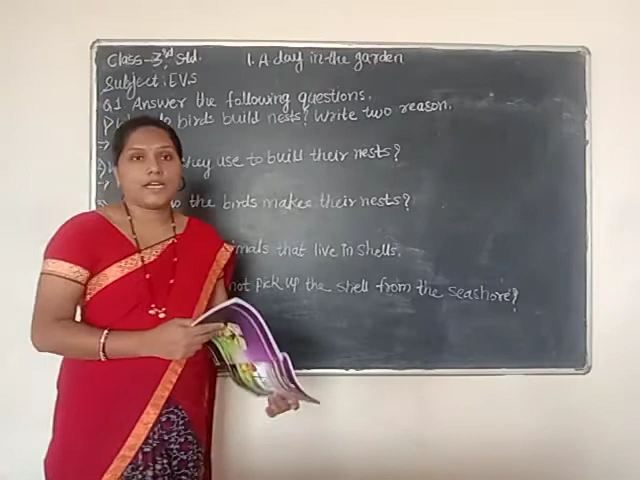 Class-3rd Std. 1. A day in the garden
Subject: EVS
Q1 Answer the following questions.
birds build nests? Write two reason.
they use to build their nests?
the birds makes their nests?
that live in shells.
not pick up the shell from the seashore?